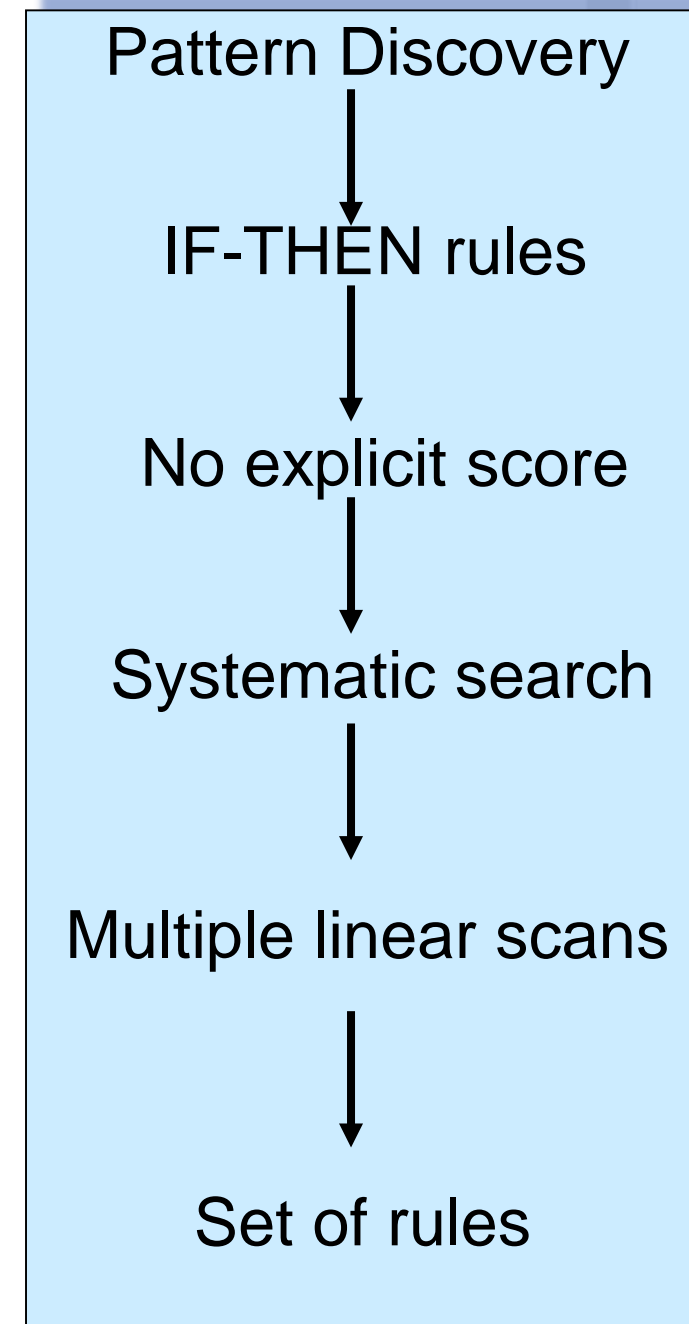 Pattern Discovery
IF-THEN rules
No explicit score
Systematic search
Multiple linear scans
Set of rules